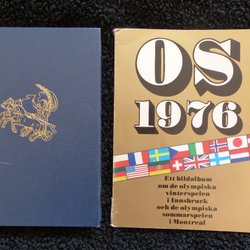 OS
1976
Ett bildalbum
om de olympiska
vinterspelen
i Innsbruck
och de olympiska
sommarspelen
i Montreal